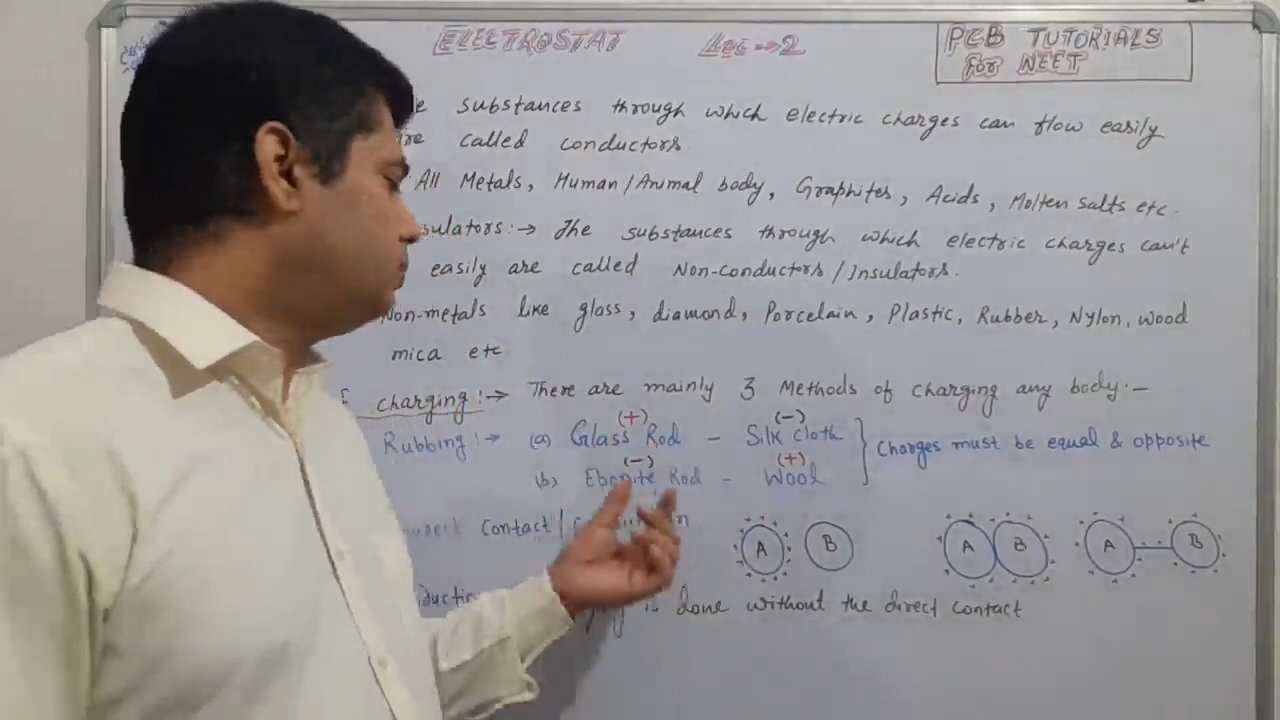 ELECTROSTAT Lec → 2
PCB TUTORIALS
for NEET
substances through which electric charges can flow easily
called conductors.
All Metals, Human/Animal body, Graphites, Acids, Molten salts etc.
sulators:→ The substances through which electric charges can't
easily are called Non-conductors/Insulators.
Non-metals like glass, diamond, Porcelain, Plastic, Rubber, Nylon, wood
mica etc
charging:→ There are mainly 3 Methods of charging any body:-
(+) (-)
Rubbing:→ (a) Glass Rod - Silk cloth } Charges must be equal & opposite
(-) (+)
(b) Ebonite Rod - Wool
contact/
A B A B A B
done without the direct contact